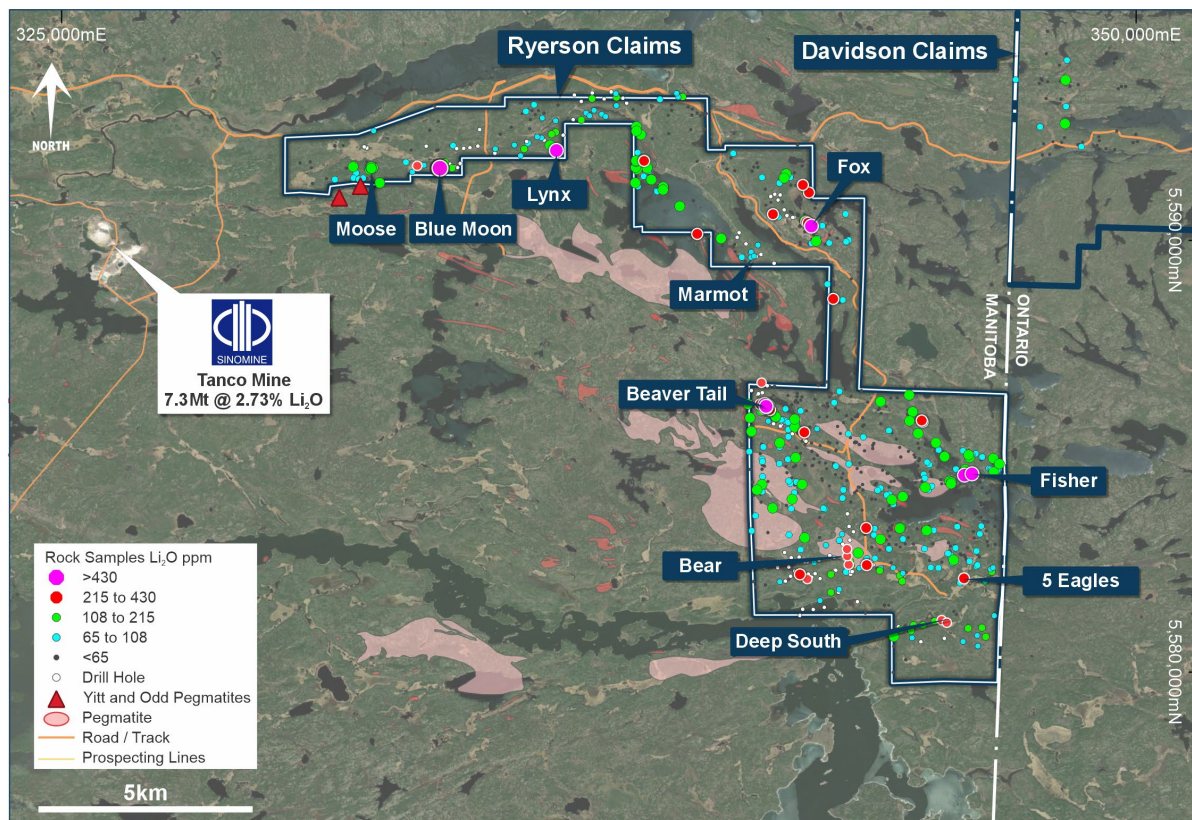 325,000mE
350,000mE
Ryerson Claims
Davidson Claims
NORTH
Fox
Lynx
Moose
Blue Moon
5,590,000mN
Marmot
ONTARIO
MANITOBA
SINOMINE
Tanco Mine
7.3Mt @ 2.73% Li₂O
Beaver Tail
Fisher
Bear
5 Eagles
Deep South
5,580,000mN
Rock Samples Li₂O ppm
>430
215 to 430
108 to 215
65 to 108
<65
Drill Hole
Yitt and Odd Pegmatites
Pegmatite
Road / Track
Prospecting Lines
5km